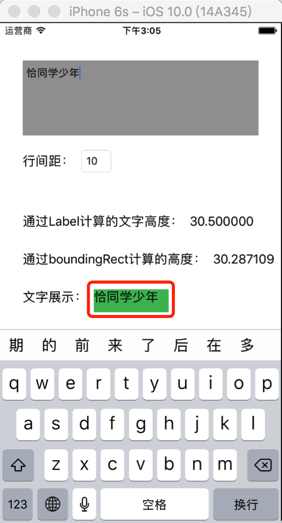 iPhone 6s – iOS 10.0 (14A345)
运营商 下午3:05
恰同学少年
行间距： 10
通过Label计算的文字高度： 30.500000
通过boundingRect计算的高度： 30.287109
文字展示： 恰同学少年
期 的 前 来 了 后 在 多
q w e r t y u i o p
a s d f g h j k l
z x c v b n m
123 空格 换行